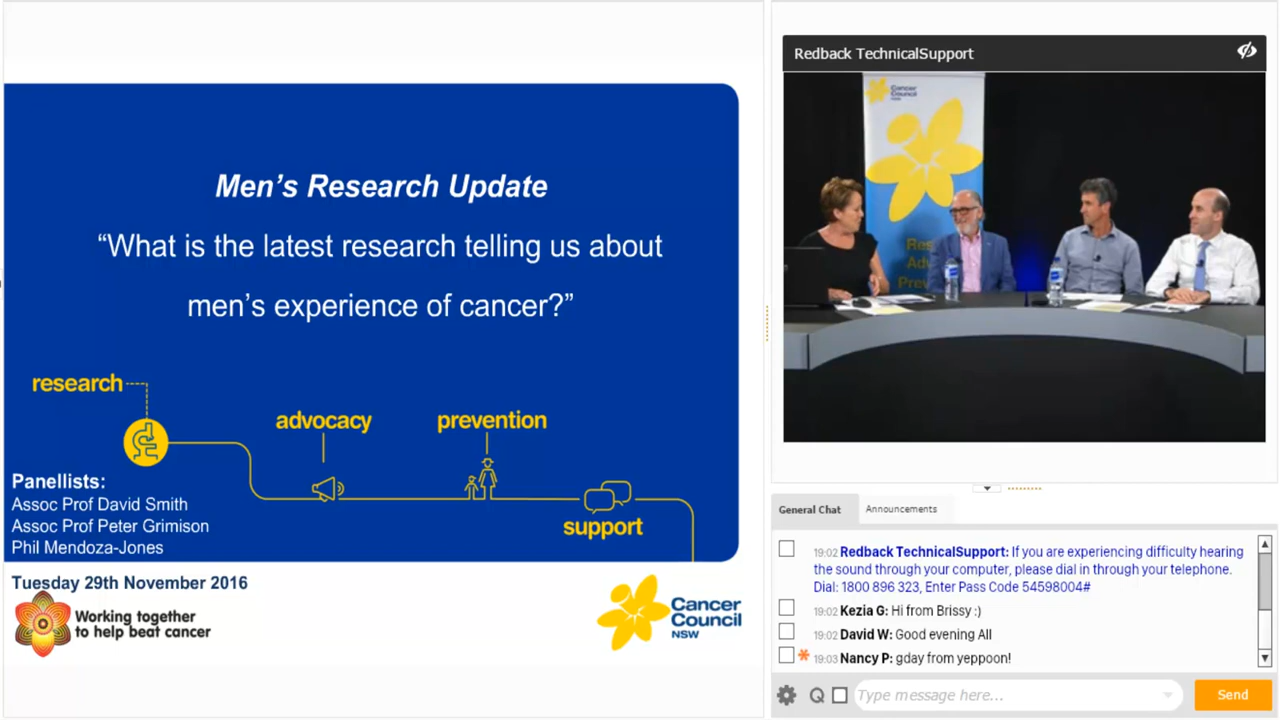 Men's Research Update
“What is the latest research telling us about
men's experience of cancer?”
research
advocacy
prevention
support
Panellists:
Assoc Prof David Smith
Assoc Prof Peter Grimison
Phil Mendoza-Jones
Tuesday 29th November 2016
Working together
to help beat cancer
Cancer
Council
NSW
Redback TechnicalSupport
Cancer
Council
NSW
General Chat
Announcements
19:02 Redback TechnicalSupport: If you are experiencing difficulty hearing
the sound through your computer, please dial in through your telephone.
Dial: 1800 896 323, Enter Pass Code 54598004#
19:02 Kezia G: Hi from Brissy :)
19:02 David W: Good evening All
19:03 Nancy P: gday from yeppoon!
Type message here...
Send